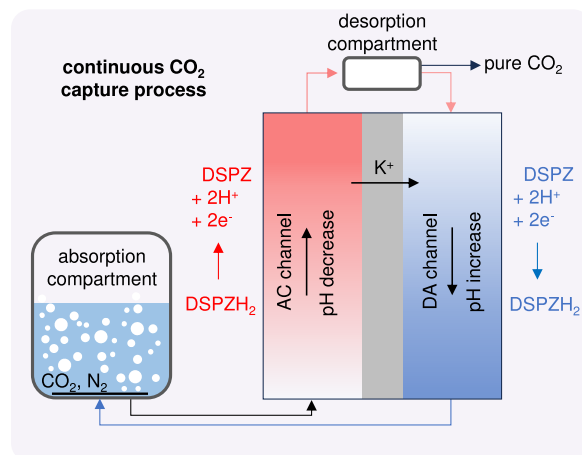 desorption
compartment
continuous CO₂
capture process
pure CO₂
K⁺
DSPZ
+ 2H⁺
+ 2e⁻
DSPZH₂
AC channel
pH decrease
DA channel
pH increase
DSPZ
+ 2H⁺
+ 2e⁻
DSPZH₂
absorption
compartment
CO₂, N₂